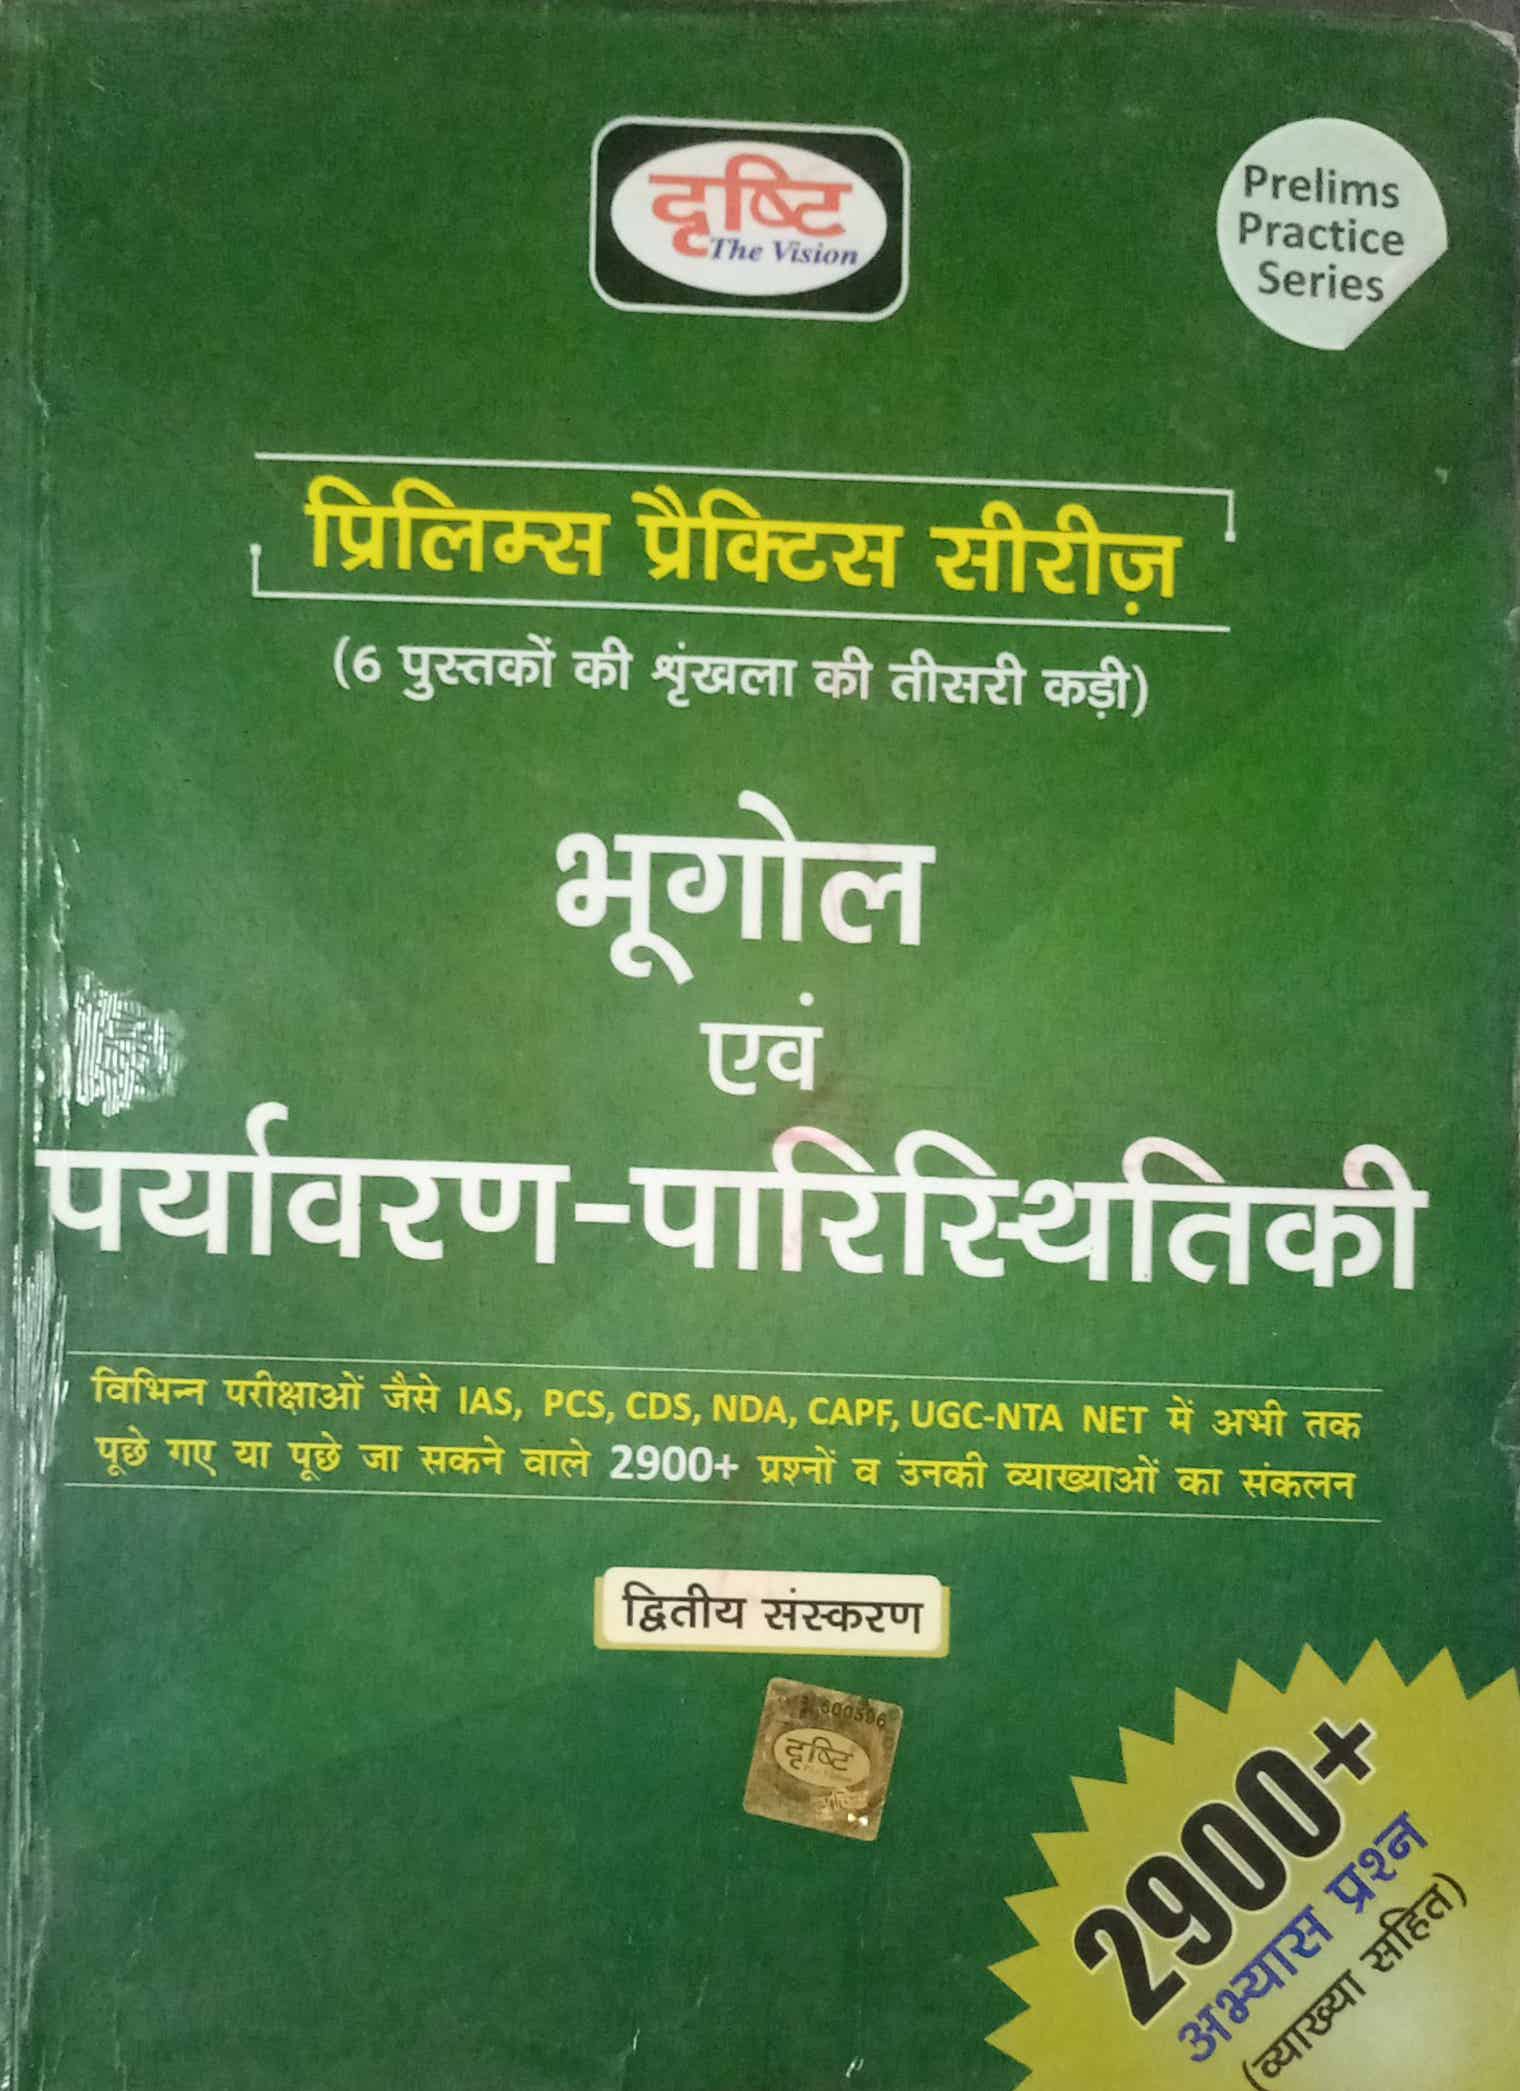 दृष्टि
The Vision
Prelims
Practice
Series
प्रिलिम्स प्रैक्टिस सीरीज़
(6 पुस्तकों की शृंखला की तीसरी कड़ी)
भूगोल
एवं
पर्यावरण-पारिस्थितिकी
विभिन्न परीक्षाओं जैसे IAS, PCS, CDS, NDA, CAPF, UGC-NTA NET में अभी तक
पूछे गए या पूछे जा सकने वाले 2900+ प्रश्नों व उनकी व्याख्याओं का संकलन
द्वितीय संस्करण
दृष्टि
2900+
अभ्यास प्रश्न
(व्याख्या सहित)